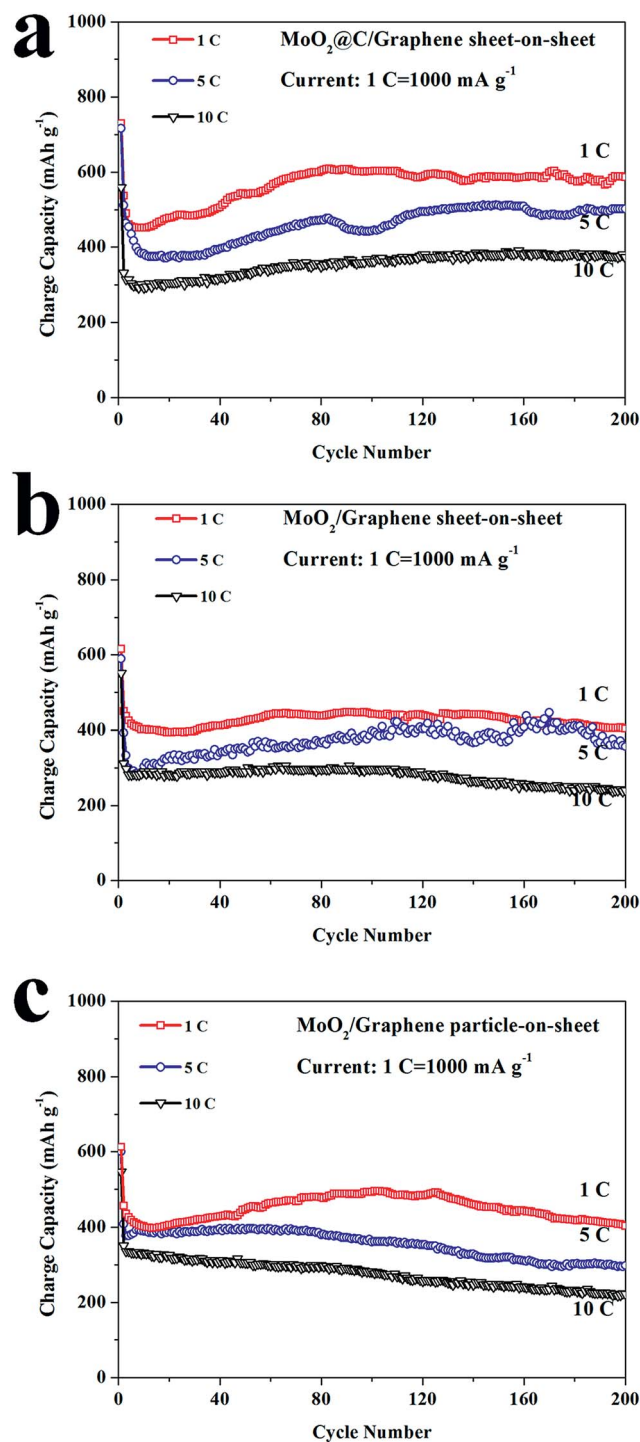 a
1000
800
600
400
200
0
Charge Capacity (mAh g⁻¹)
1 C
5 C
10 C
MoO₂@C/Graphene sheet-on-sheet
Current: 1 C=1000 mA g⁻¹
1 C
5 C
10 C
0 40 80 120 160 200
Cycle Number
b
1000
800
600
400
200
0
Charge Capacity (mAh g⁻¹)
1 C
5 C
10 C
MoO₂/Graphene sheet-on-sheet
Current: 1 C=1000 mA g⁻¹
1 C
5 C
10 C
0 40 80 120 160 200
Cycle Number
c
1000
800
600
400
200
0
Charge Capacity (mAh g⁻¹)
1 C
5 C
10 C
MoO₂/Graphene particle-on-sheet
Current: 1 C=1000 mA g⁻¹
1 C
5 C
10 C
0 40 80 120 160 200
Cycle Number